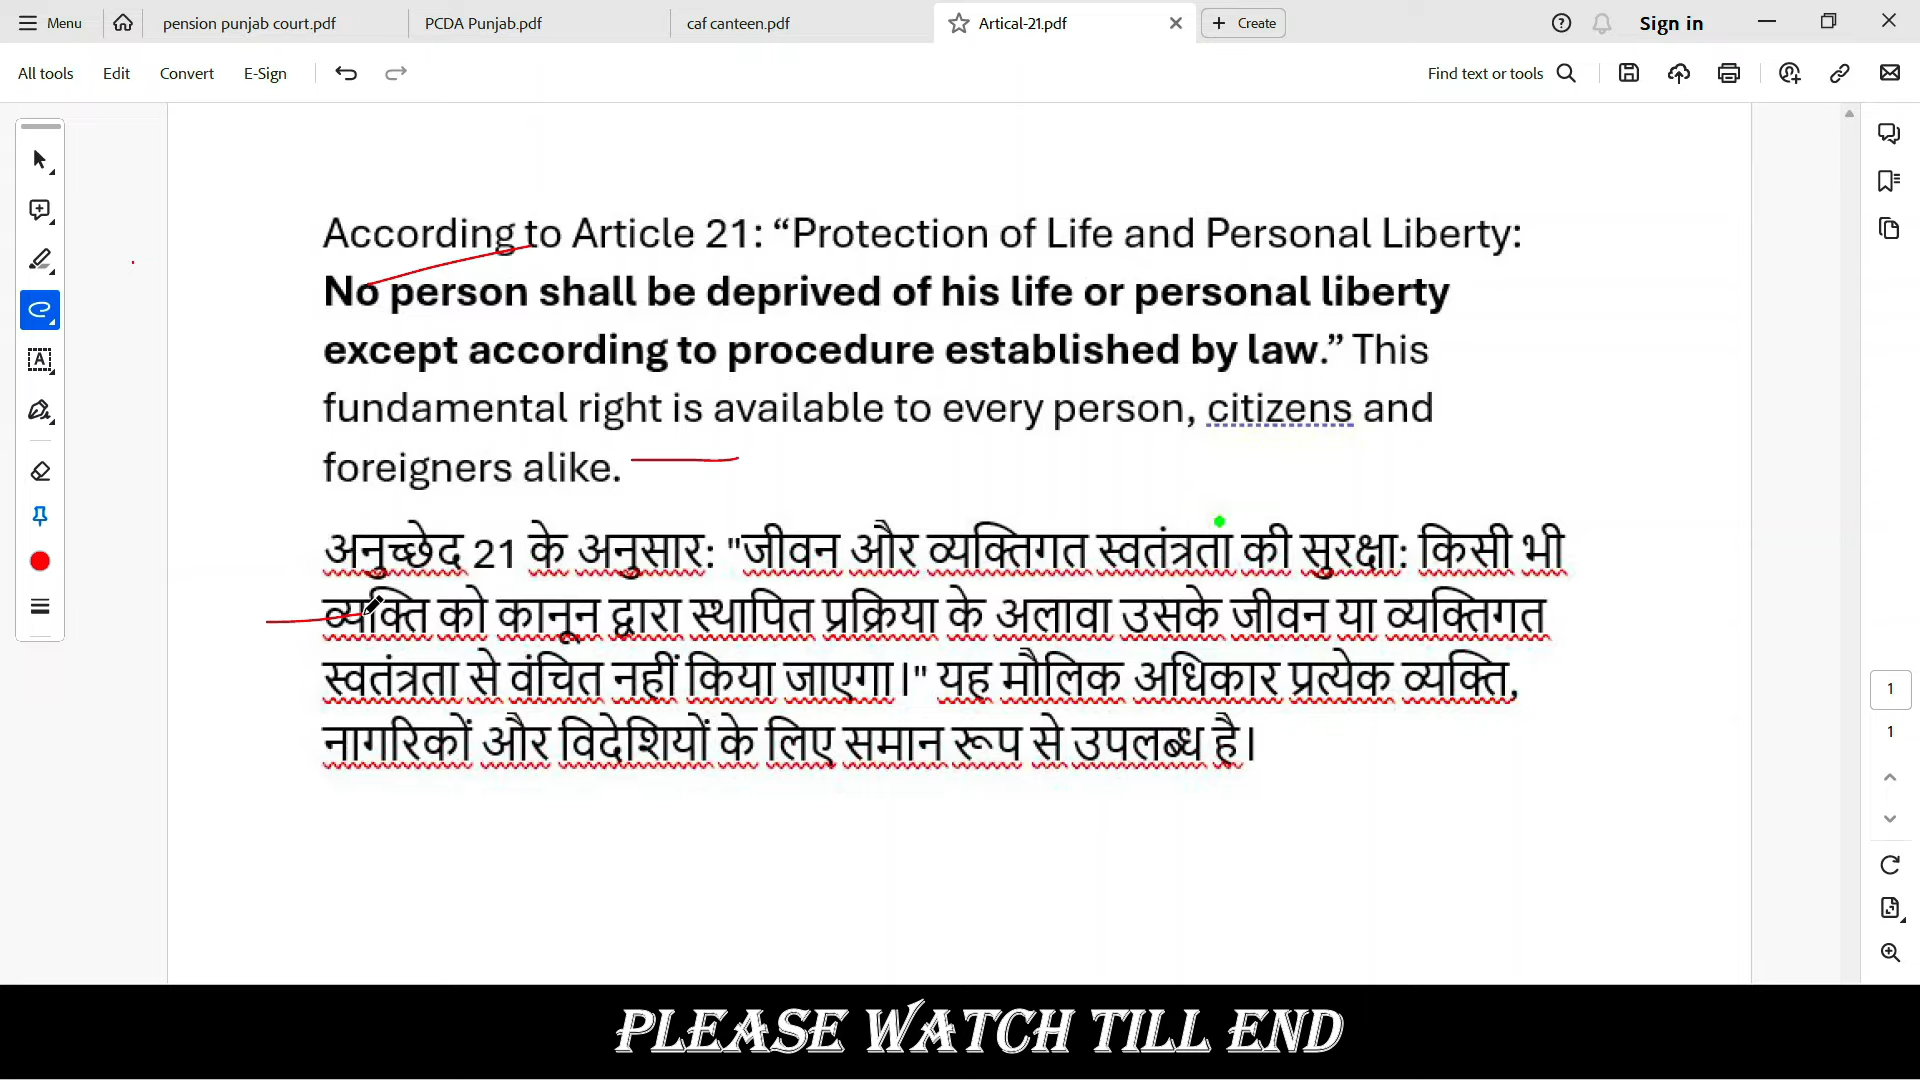 Menu
pension punjab court.pdf
PCDA Punjab.pdf
caf canteen.pdf
Artical-21.pdf
Create
Sign in
All tools
Edit
Convert
E-Sign
Find text or tools
According to Article 21: “Protection of Life and Personal Liberty:
No person shall be deprived of his life or personal liberty
except according to procedure established by law.” This
fundamental right is available to every person, citizens and
foreigners alike.
अनुच्छेद 21 के अनुसार: "जीवन और व्यक्तिगत स्वतंत्रता की सुरक्षा: किसी भी
व्यक्ति को कानून द्वारा स्थापित प्रक्रिया के अलावा उसके जीवन या व्यक्तिगत
स्वतंत्रता से वंचित नहीं किया जाएगा।" यह मौलिक अधिकार प्रत्येक व्यक्ति,
नागरिकों और विदेशियों के लिए समान रूप से उपलब्ध है।
1
1
PLEASE WATCH TILL END